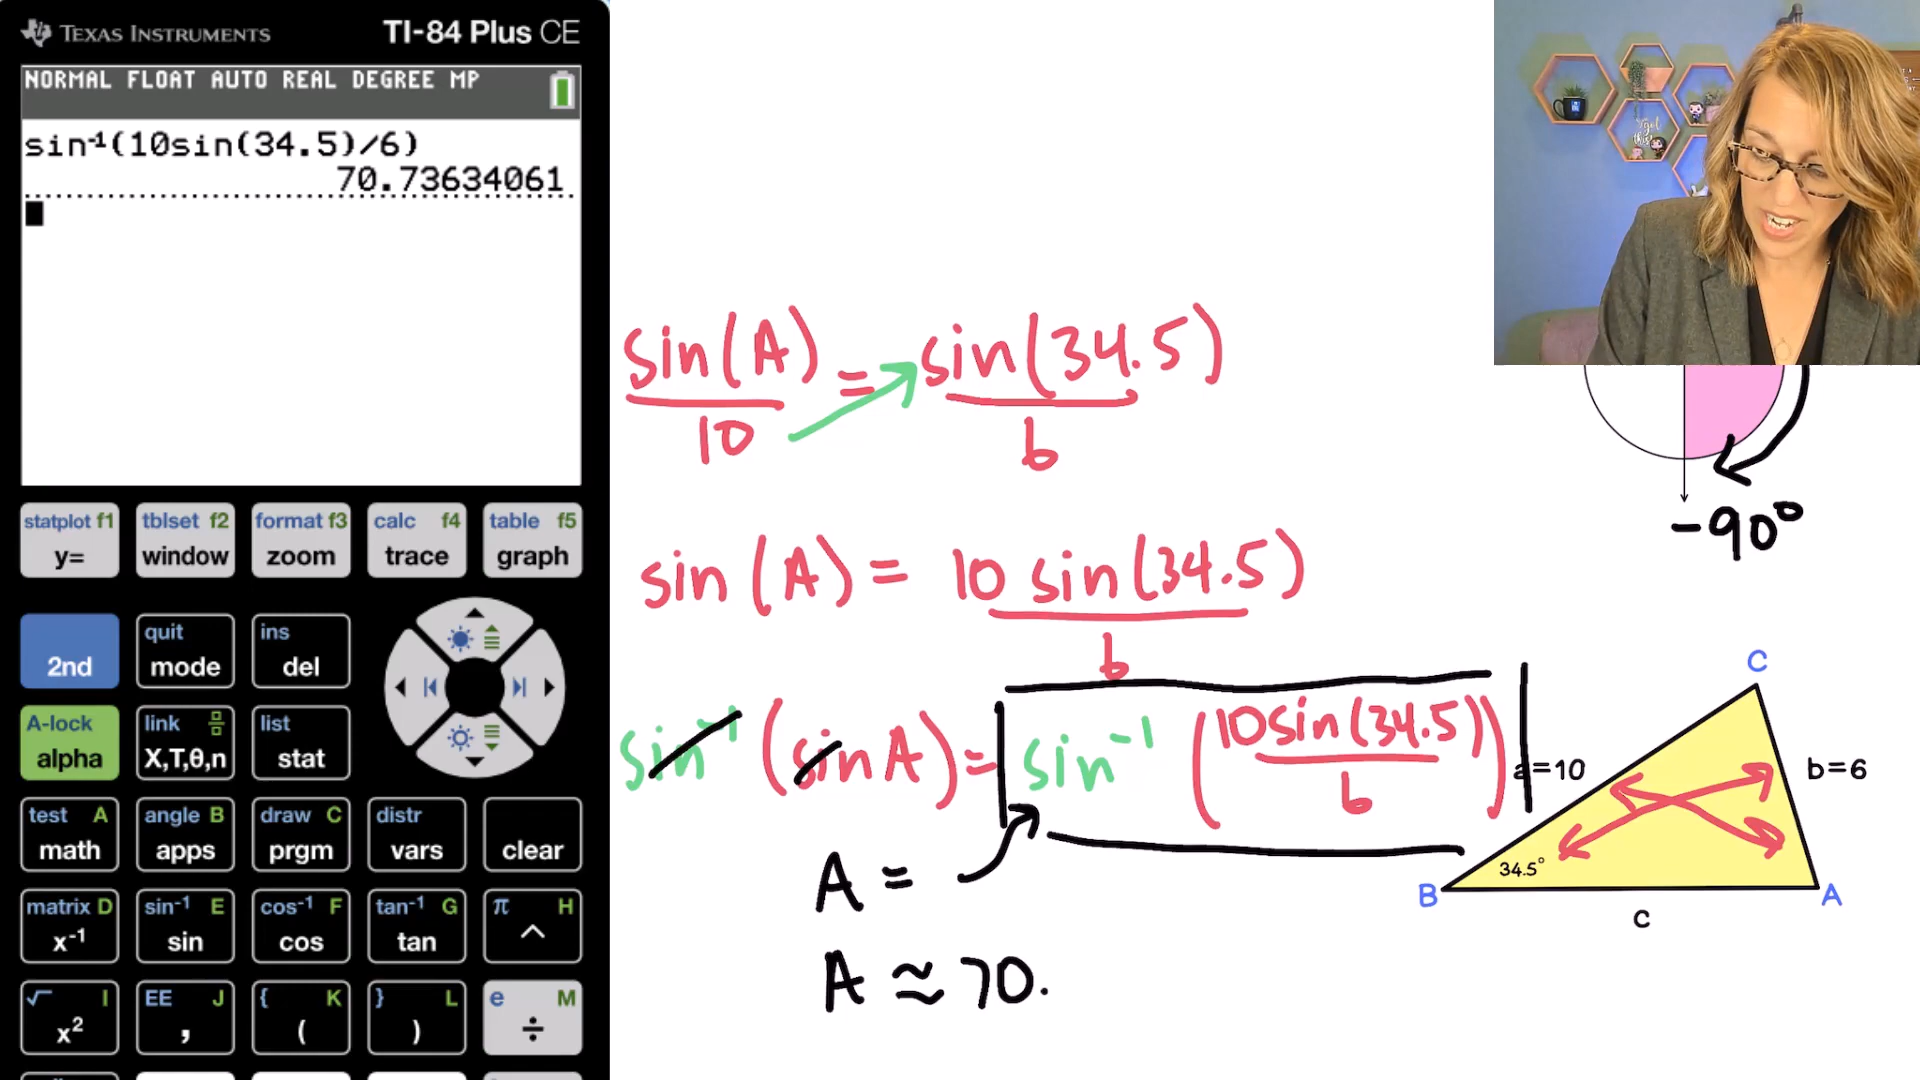 TEXAS INSTRUMENTS TI-84 Plus CE
NORMAL FLOAT AUTO REAL DEGREE MP
sin⁻¹(10sin(34.5)/6)
70.73634061
statplot f1 tblset f2 format f3 calc f4 table f5
y= window zoom trace graph
quit ins
2nd mode del
A-lock link list
alpha X,T,θ,n stat
test A angle B draw C distr
math apps prgm vars clear
matrix D sin⁻¹ E cos⁻¹ F tan⁻¹ G π H
x⁻¹ sin cos tan ^
√ I EE J { K } L e M
x² , ( ) ÷
sin(A)/10 = sin(34.5)/6
sin(A) = 10 sin(34.5)/6
sin⁻¹(sin A) = sin⁻¹(10sin(34.5)/6)
A =
A ≈ 70.
-90°
C
a=10
b=6
34.5°
B
A
c